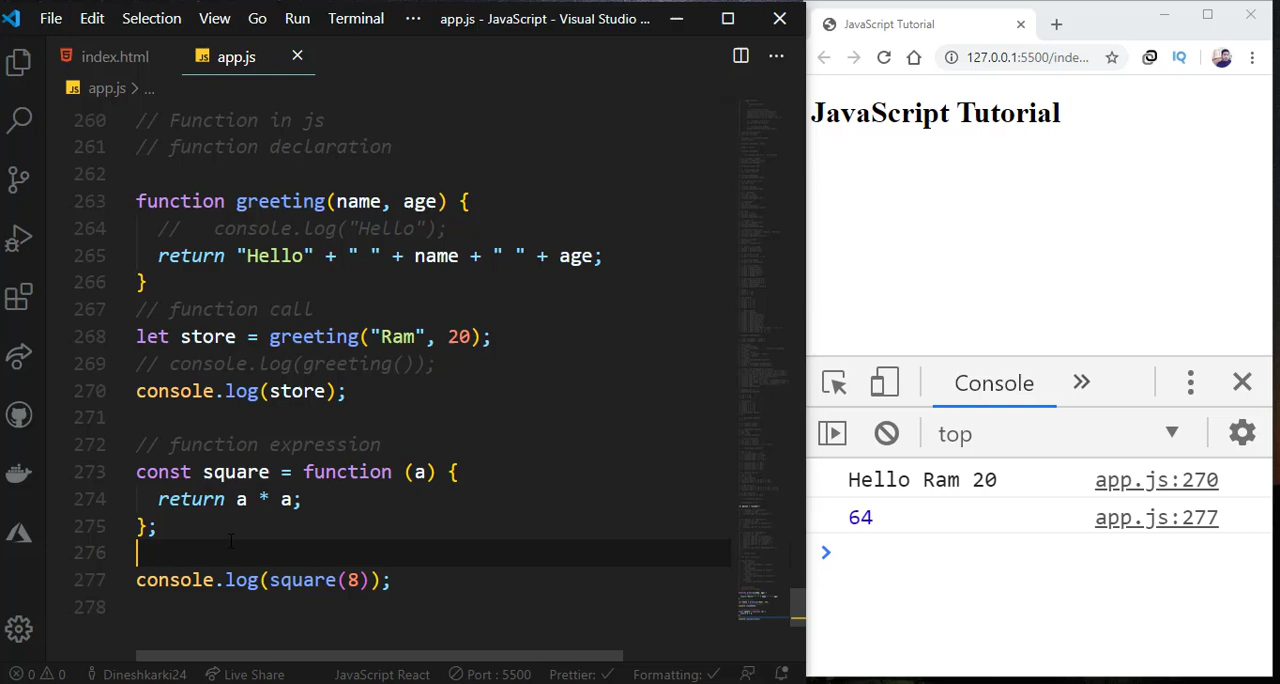 File Edit Selection View Go Run Terminal ··· app.js - JavaScript - Visual Studio ...
index.html app.js
JS app.js > ...
260 // Function in js
261 // function declaration
262
263 function greeting(name, age) {
264 //   console.log("Hello");
265 return "Hello" + " " + name + " " + age;
266 }
267 // function call
268 let store = greeting("Ram", 20);
269 // console.log(greeting());
270 console.log(store);
271
272 // function expression
273 const square = function (a) {
274 return a * a;
275 };
276
277 console.log(square(8));
278
0 0 Dineshkarki24 Live Share JavaScript React Port : 5500 Prettier: ✓ Formatting: ✓
JavaScript Tutorial
127.0.0.1:5500/inde... IQ
JavaScript Tutorial
Console
top
Hello Ram 20 app.js:270
64 app.js:277